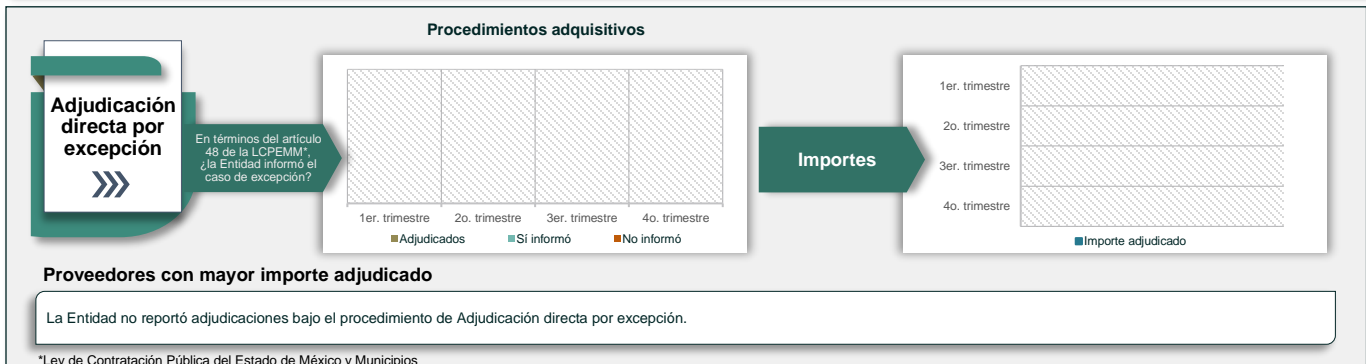 Procedimientos adquisitivos
Adjudicación
directa por
excepción
En términos del artículo
48 de la LCPEMM*,
¿la Entidad informó el
caso de excepción?
1er. trimestre 2o. trimestre 3er. trimestre 4o. trimestre
Adjudicados Sí informó No informó
Importes
1er. trimestre
2o. trimestre
3er. trimestre
4o. trimestre
Importe adjudicado
Proveedores con mayor importe adjudicado
La Entidad no reportó adjudicaciones bajo el procedimiento de Adjudicación directa por excepción.
*Ley de Contratación Pública del Estado de México y Municipios